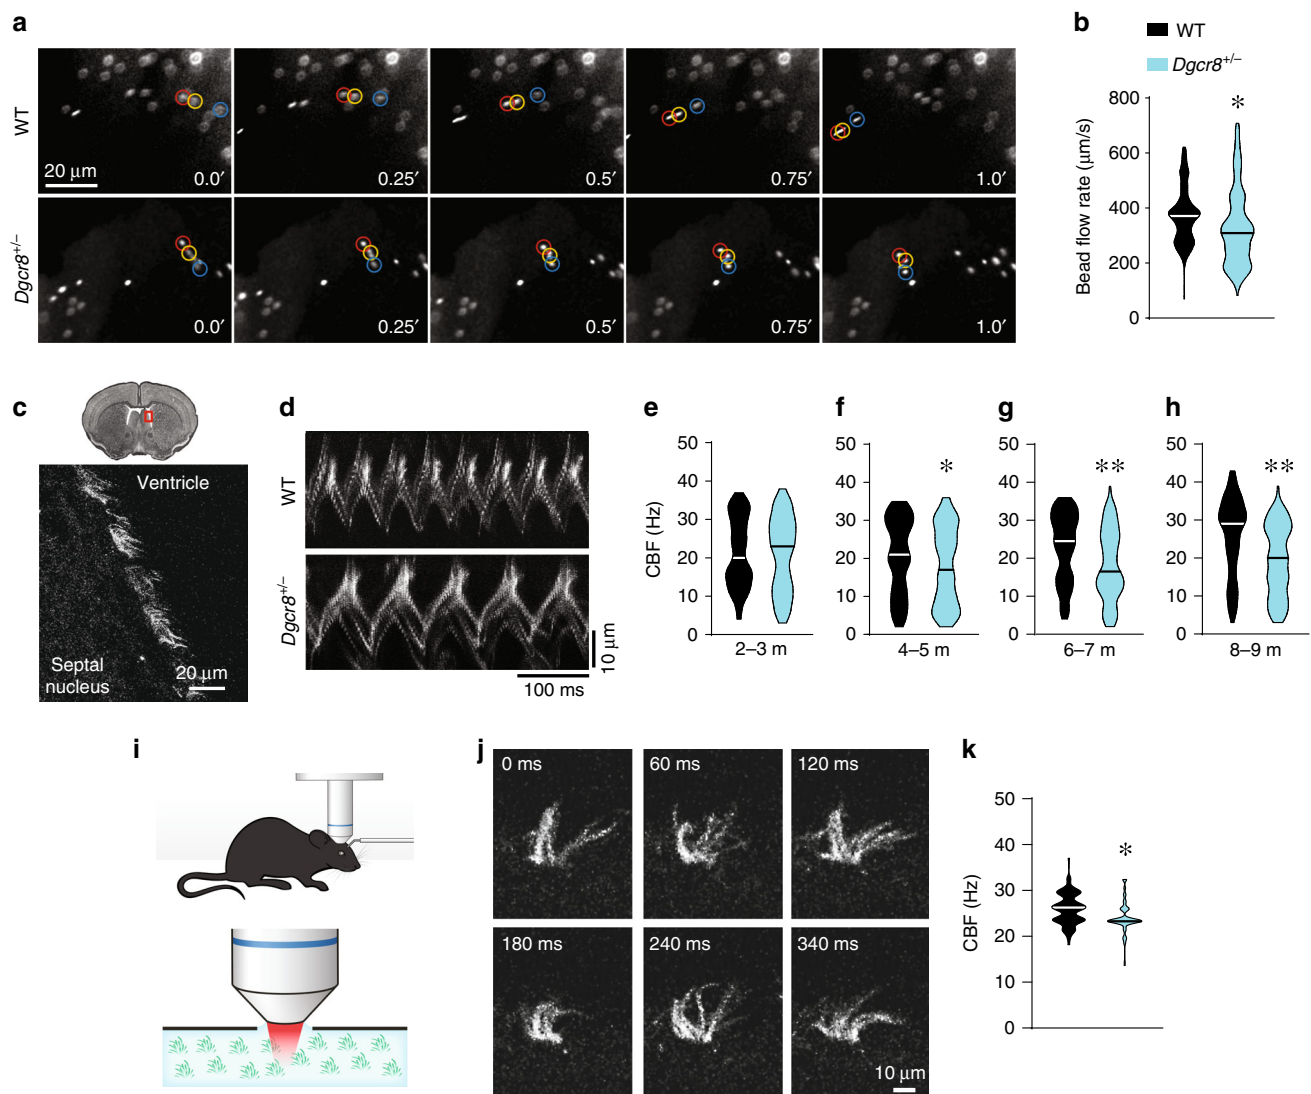 a
WT
20 μm
0.0′
0.25′
0.5′
0.75′
1.0′
Dgcr8+/−
0.0′
0.25′
0.5′
0.75′
1.0′
b
WT
Dgcr8+/−
Bead flow rate (μm/s)
800
600
400
200
0
*
c
Ventricle
Septal
nucleus
20 μm
d
WT
Dgcr8+/−
10 μm
100 ms
e
CBF (Hz)
50
40
30
20
10
0
2–3 m
f
50
40
30
20
10
0
*
4–5 m
g
50
40
30
20
10
0
**
6–7 m
h
50
40
30
20
10
0
**
8–9 m
i
j
0 ms
60 ms
120 ms
180 ms
240 ms
340 ms
10 μm
k
CBF (Hz)
50
40
30
20
10
0
*